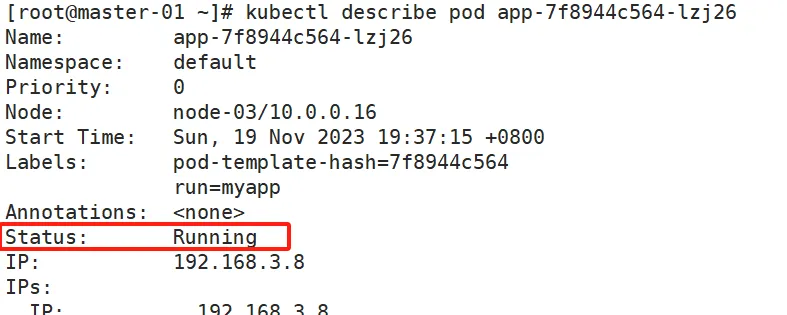 [root@master-01 ~]# kubectl describe pod app-7f8944c564-lzj26
Name:         app-7f8944c564-lzj26
Namespace:    default
Priority:     0
Node:         node-03/10.0.0.16
Start Time:   Sun, 19 Nov 2023 19:37:15 +0800
Labels:       pod-template-hash=7f8944c564
              run=myapp
Annotations:  <none>
Status:       Running
IP:           192.168.3.8
IPs:
  IP:           192.168.3.8